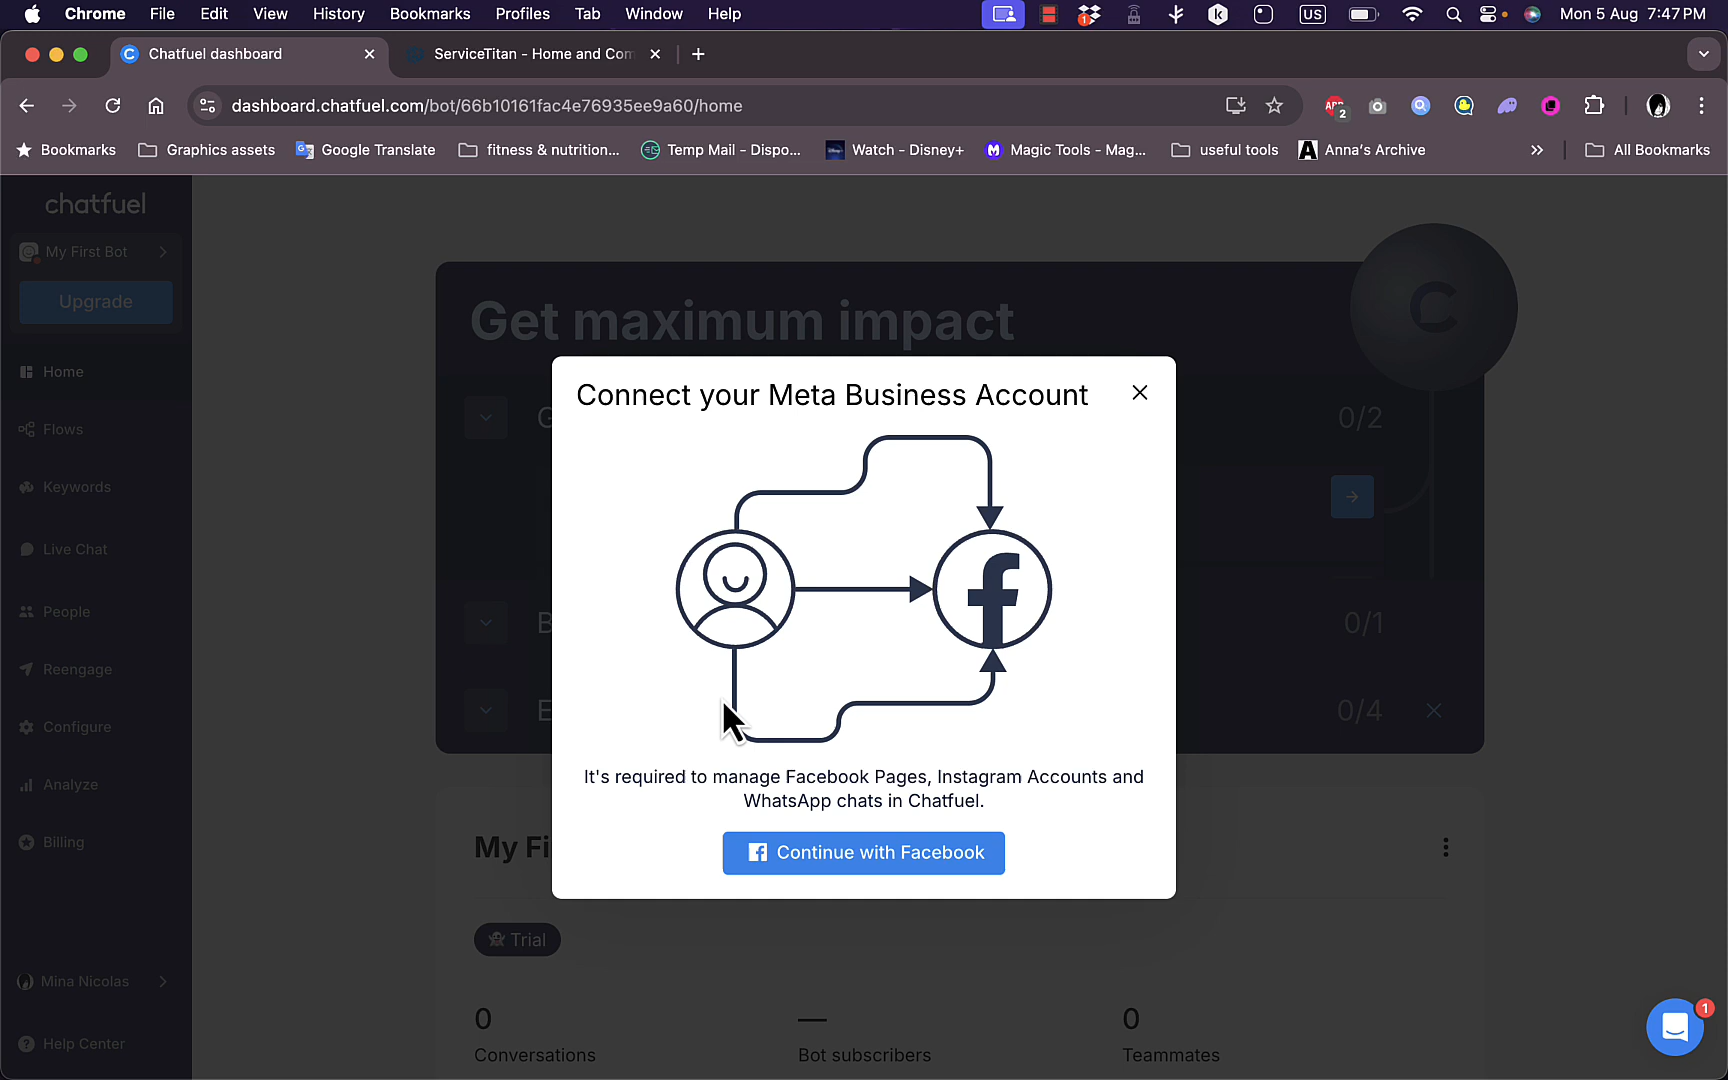 Chrome File Edit View History Bookmarks Profiles Tab Window Help
1 US Mon 5 Aug 7:47 PM
Chatfuel dashboard
ServiceTitan - Home and Com
dashboard.chatfuel.com/bot/66b10161fac4e76935ee9a60/home
ABP 2
Bookmarks Graphics assets Google Translate fitness & nutrition... Temp Mail - Dispo... Watch - Disney+ Magic Tools - Mag... useful tools Anna's Archive All Bookmarks
chatfuel
My First Bot
Upgrade
Home
Flows
Keywords
Live Chat
People
Reengage
Configure
Analyze
Billing
Mina Nicolas
Help Center
Get maximum impact
G 0/2
B 0/1
E 0/4
Connect your Meta Business Account
It's required to manage Facebook Pages, Instagram Accounts and
WhatsApp chats in Chatfuel.
Continue with Facebook
My Fi
Trial
0 — 0
Conversations Bot subscribers Teammates
1